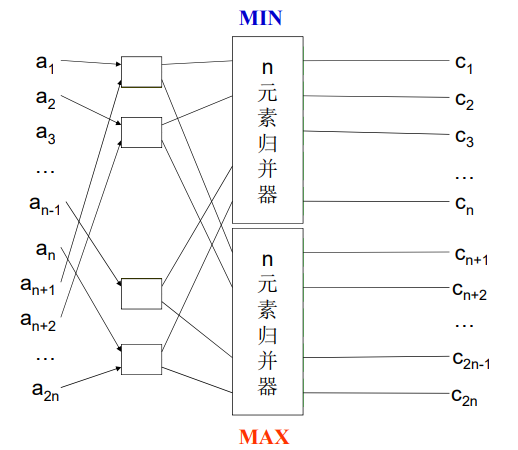 MIN
a1
a2
a3
…
an-1
an
an+1
an+2
…
a2n
n
元
素
归
并
器
n
元
素
归
并
器
c1
c2
c3
…
cn
cn+1
cn+2
…
c2n-1
c2n
MAX